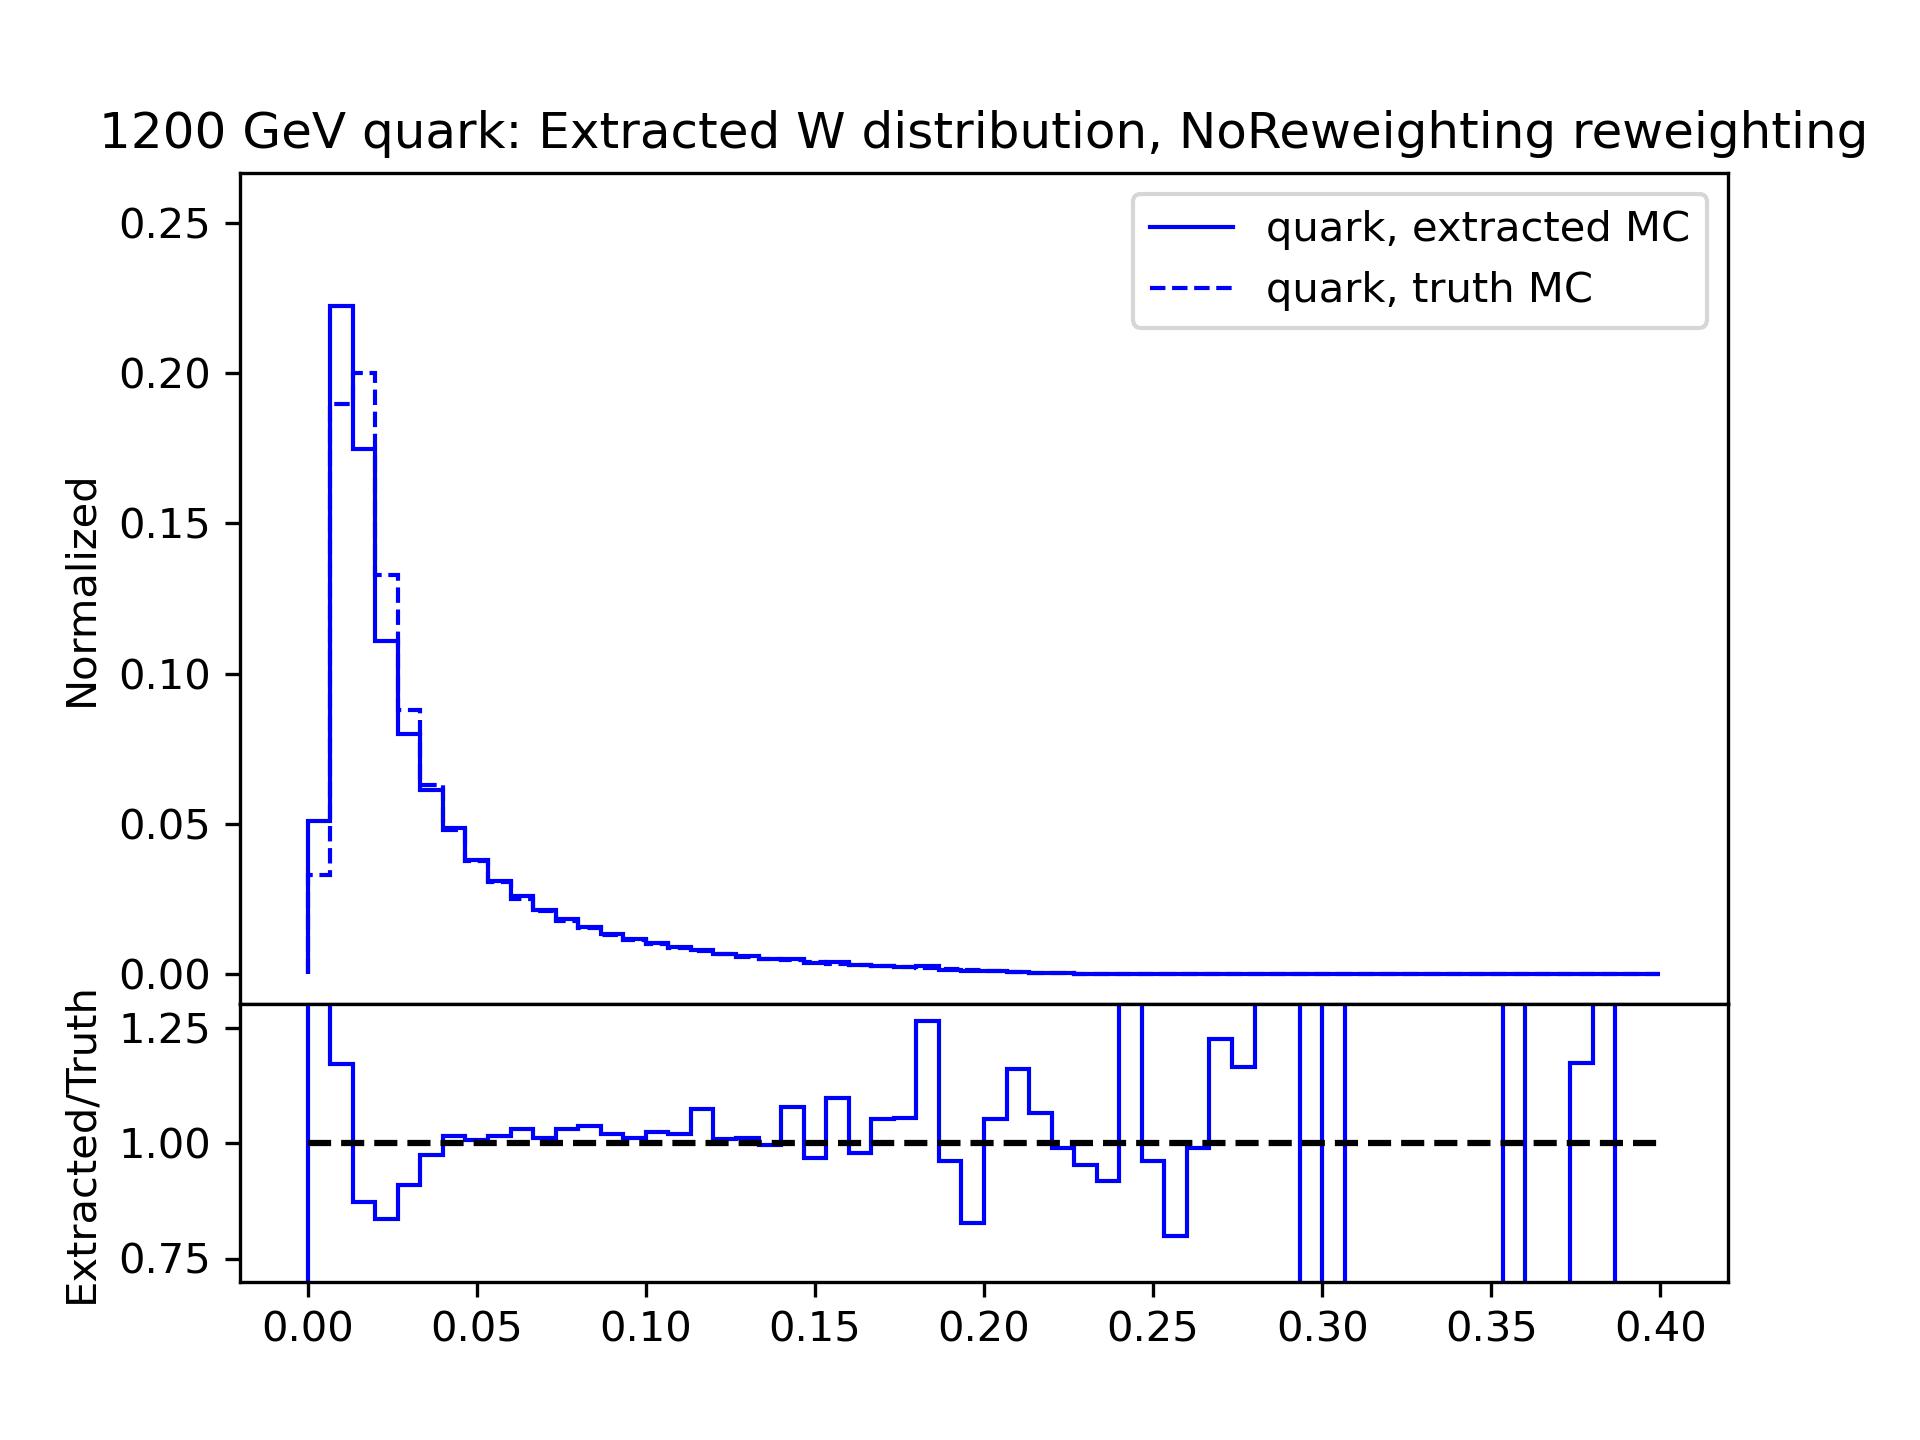 1200 GeV quark: Extracted W distribution, NoReweighting reweighting
quark, extracted MC
quark, truth MC
Normalized
0.25
0.20
0.15
0.10
0.05
0.00
Extracted/Truth
1.25
1.00
0.75
0.00 0.05 0.10 0.15 0.20 0.25 0.30 0.35 0.40